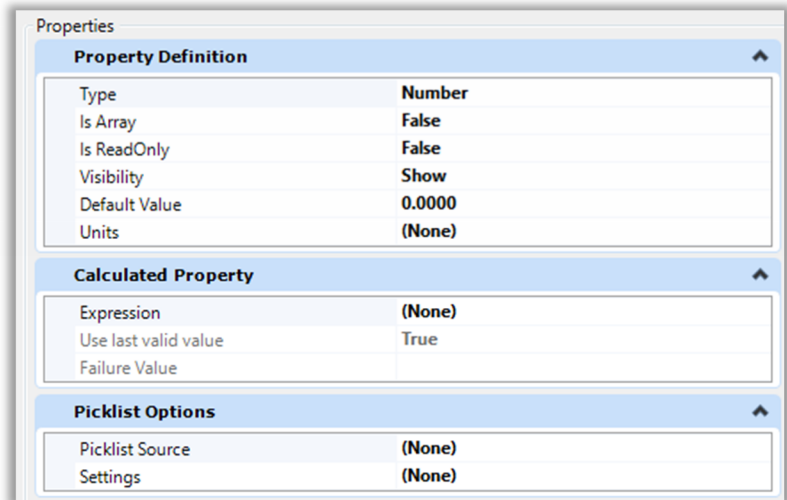 Properties
Property Definition
Type Number
Is Array False
Is ReadOnly False
Visibility Show
Default Value 0.0000
Units (None)
Calculated Property
Expression (None)
Use last valid value True
Failure Value
Picklist Options
Picklist Source (None)
Settings (None)